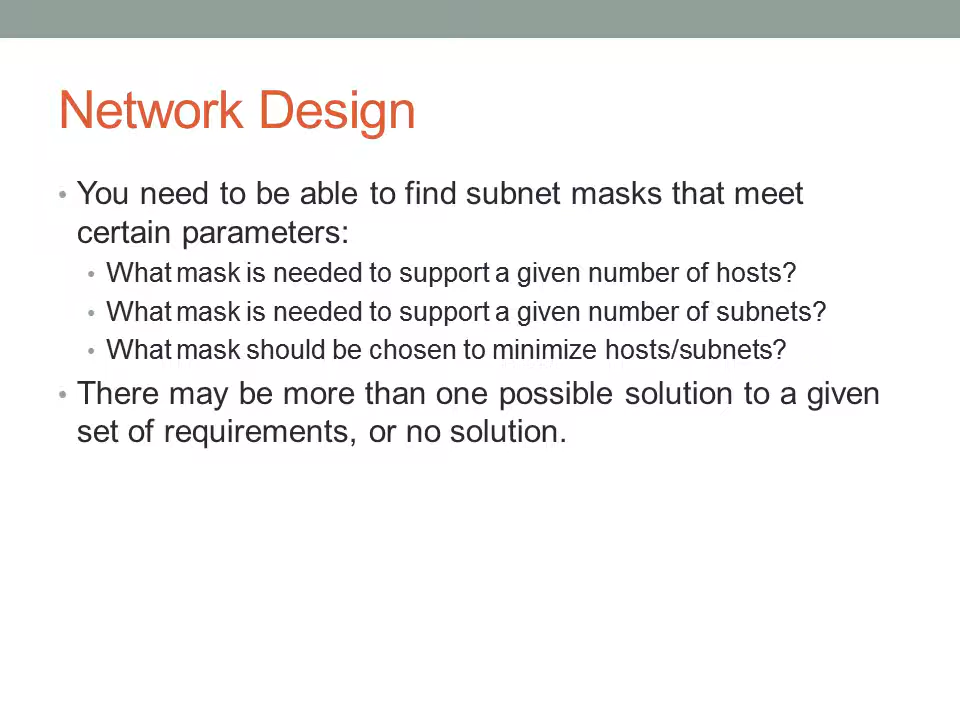 Network Design
• You need to be able to find subnet masks that meet
certain parameters:
• What mask is needed to support a given number of hosts?
• What mask is needed to support a given number of subnets?
• What mask should be chosen to minimize hosts/subnets?
• There may be more than one possible solution to a given
set of requirements, or no solution.